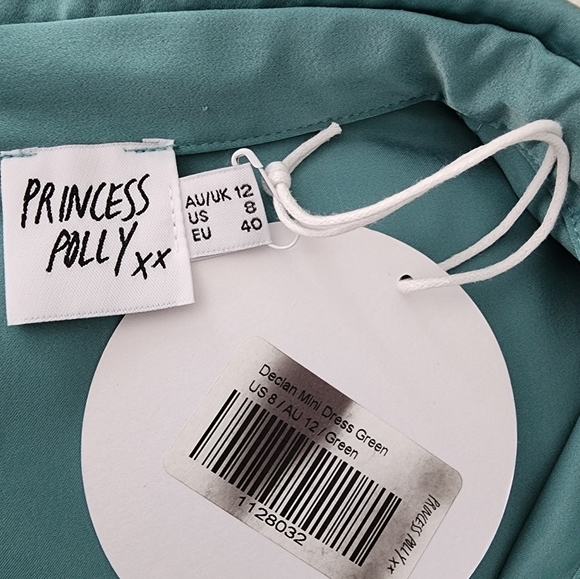 PRINCESS
POLLY xx
AU/UK 12
US 8
EU 40
Declan Mini Dress Green
US 8 / AU 12 / Green
1128032
PRINCESS
POLLY xx